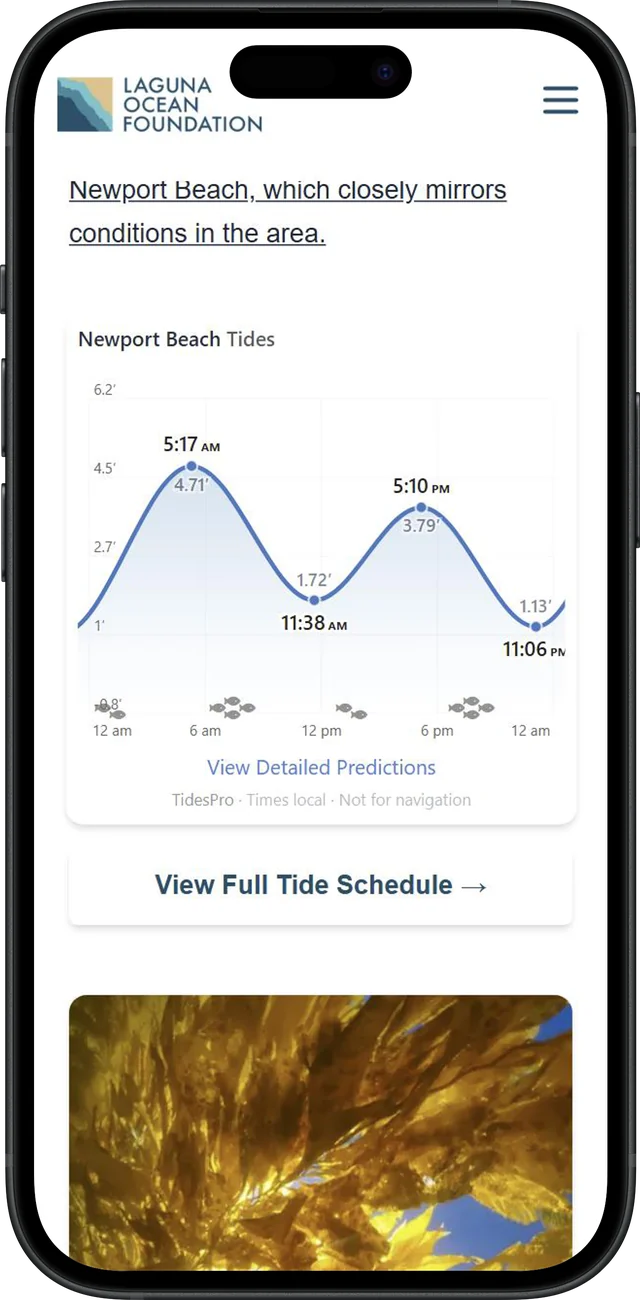 LAGUNA
OCEAN
FOUNDATION
Newport Beach, which closely mirrors
conditions in the area.
Newport Beach Tides
6.2'
5:17 AM
4.5'
4.71'
5:10 PM
3.79'
2.7'
1.72'
11:38 AM
1.13'
1'
11:06 PM
-0.8'
12 am 6 am 12 pm 6 pm 12 am
View Detailed Predictions
TidesPro · Times local · Not for navigation
View Full Tide Schedule →